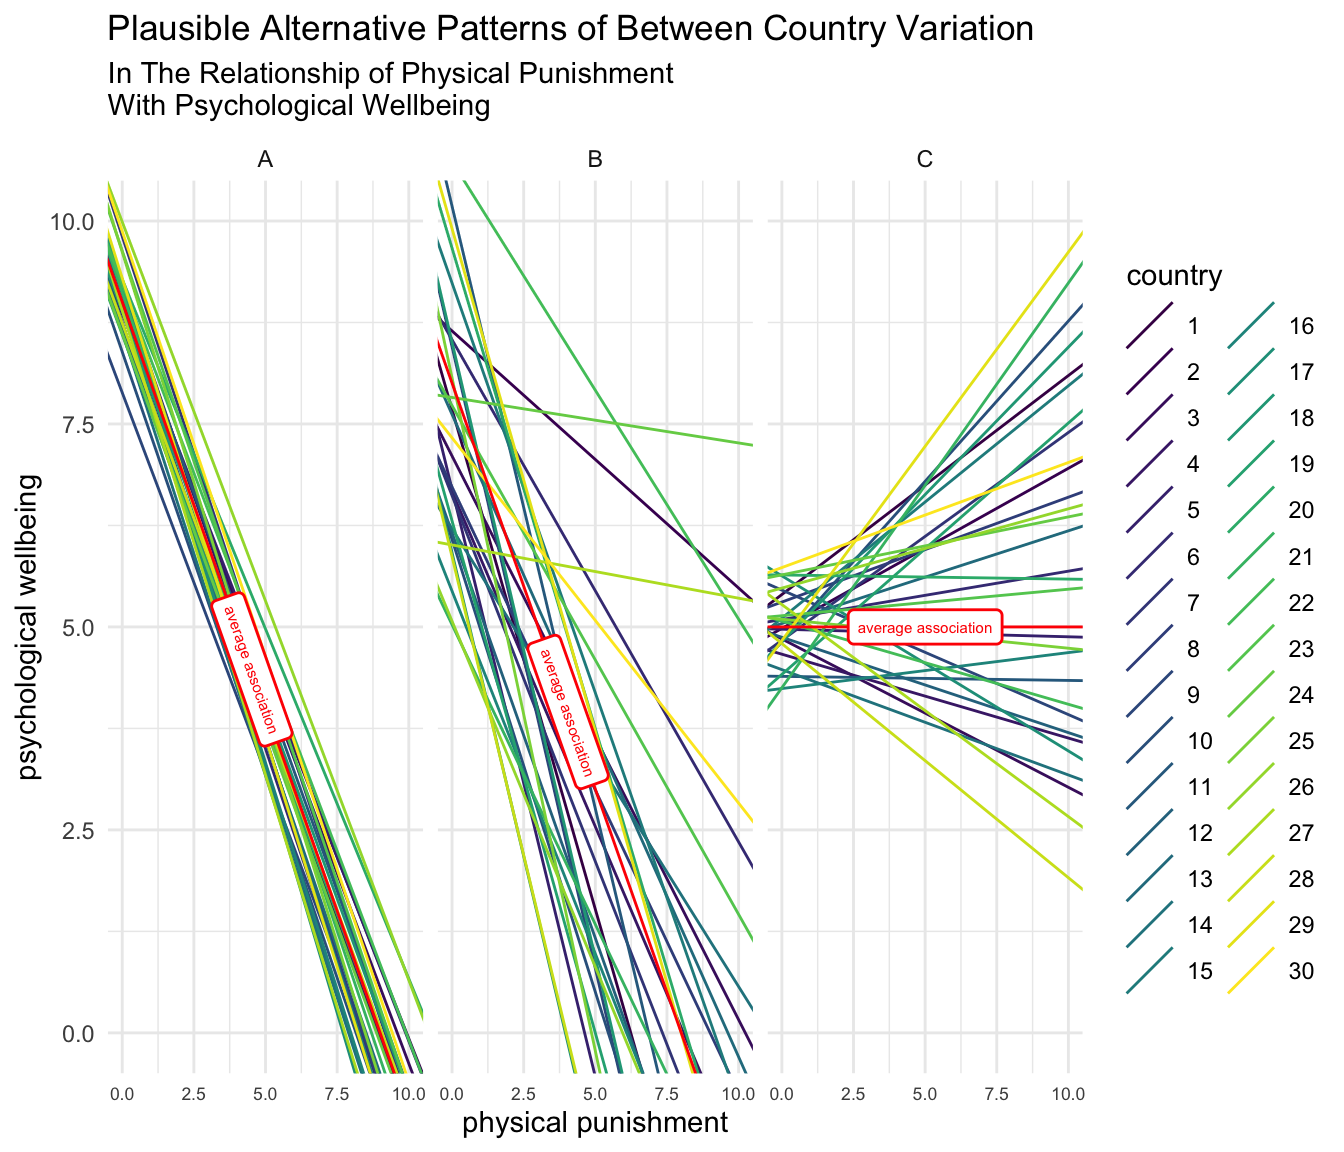 Plausible Alternative Patterns of Between Country Variation
In The Relationship of Physical Punishment
With Psychological Wellbeing
A
B
C
psychological wellbeing
10.0
7.5
5.0
2.5
0.0
average association
average association
average association
0.0 2.5 5.0 7.5 10.0
0.0 2.5 5.0 7.5 10.0
0.0 2.5 5.0 7.5 10.0
physical punishment
country
1
2
3
4
5
6
7
8
9
10
11
12
13
14
15
16
17
18
19
20
21
22
23
24
25
26
27
28
29
30